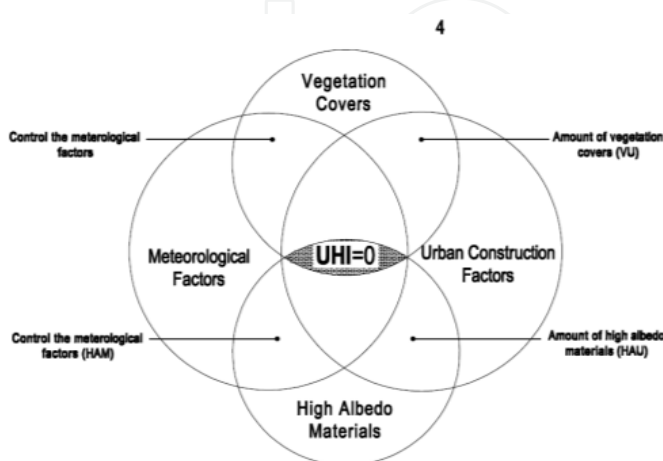 4
Vegetation
Covers
Control the meterological
factors
Amount of vegetation
covers (VU)
Meteorological
Factors
UHI=0
Urban Construction
Factors
Control the meterological
factors (HAM)
Amount of high albedo
materials (HAU)
High Albedo
Materials